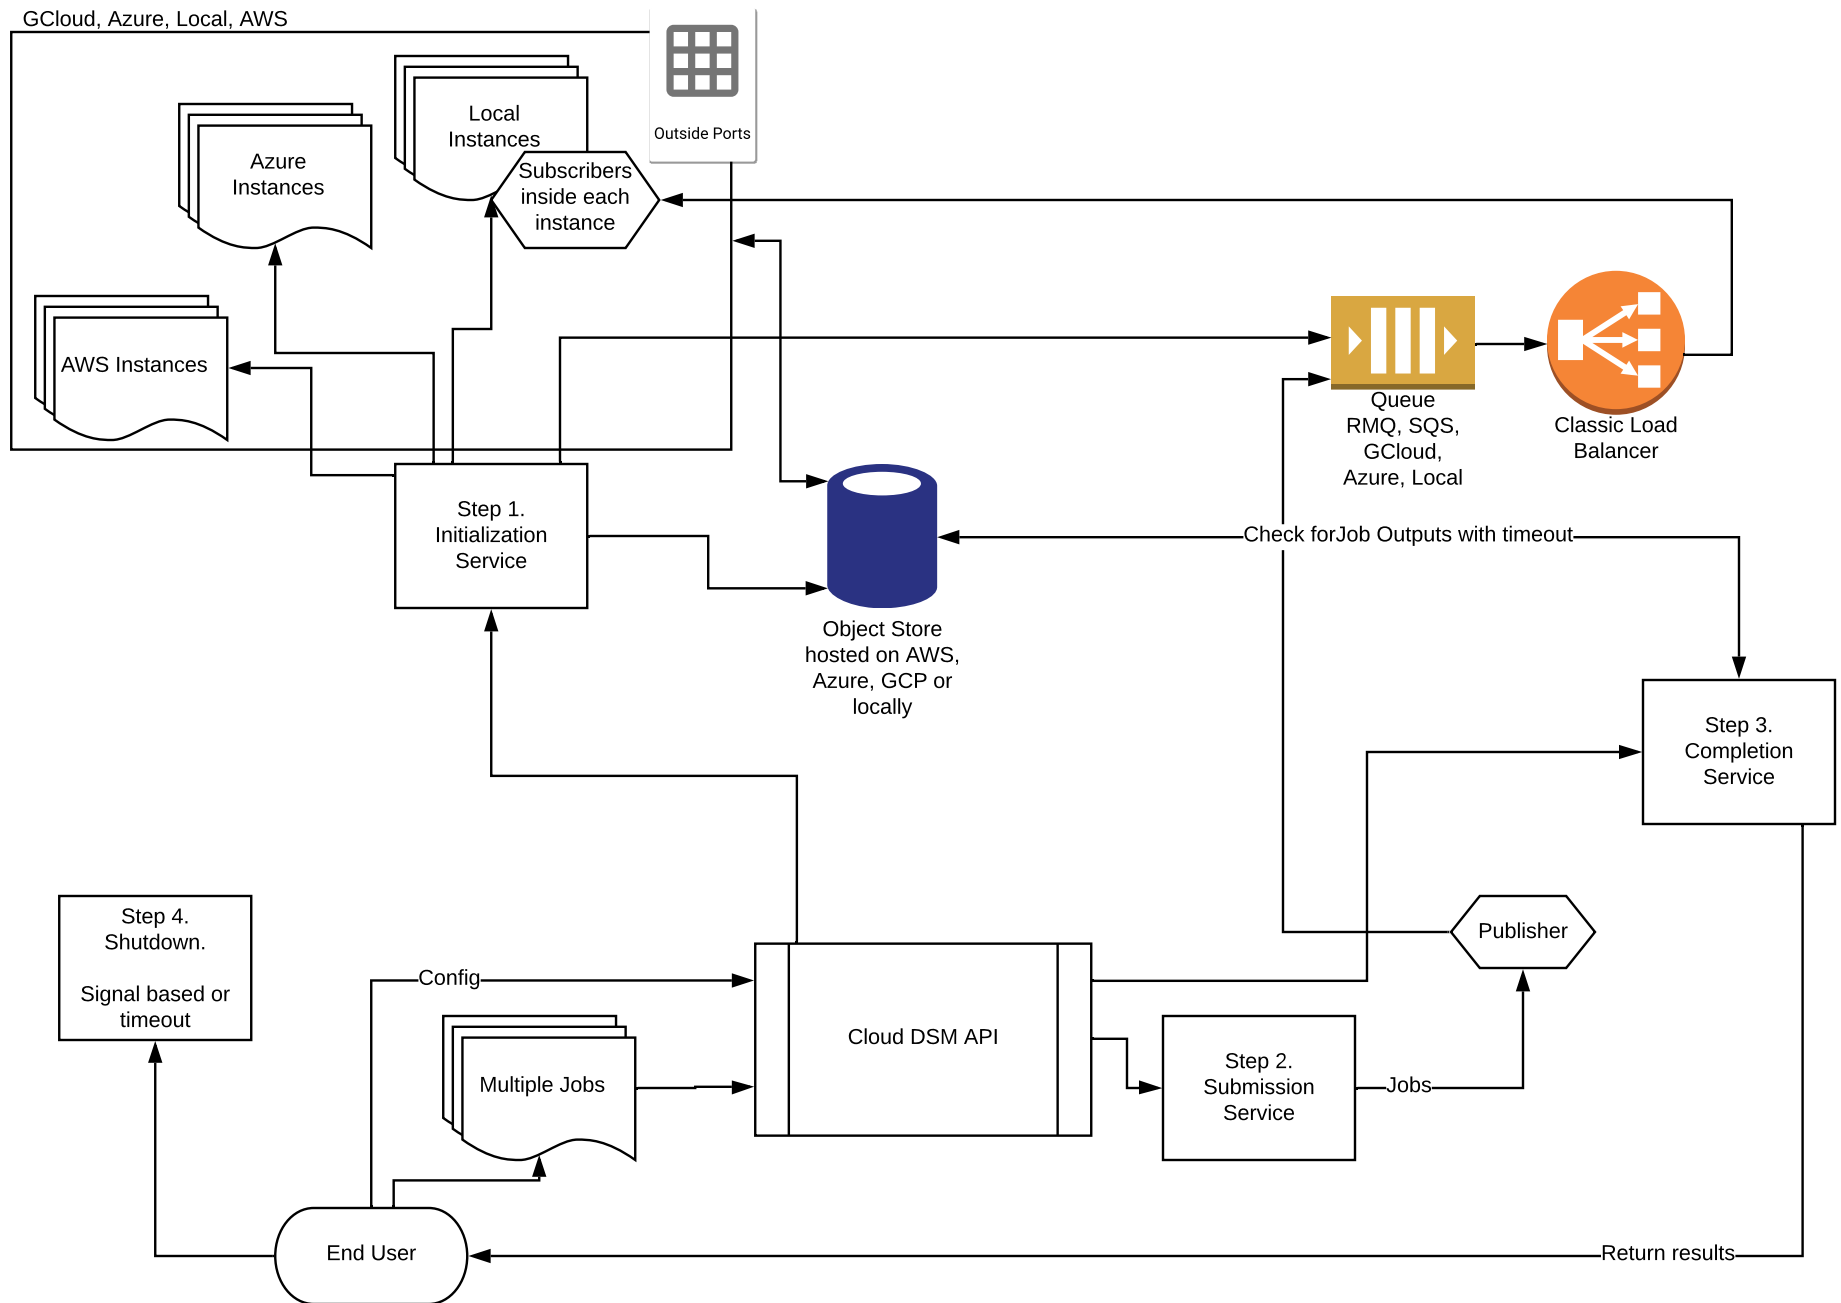 GCloud, Azure, Local, AWS
Local
Instances
Outside Ports
Azure
Instances
Subscribers
inside each
instance
AWS Instances
Queue
RMQ, SQS,
GCloud,
Azure, Local
Classic Load
Balancer
Step 1.
Initialization
Service
Check forJob Outputs with timeout
Object Store
hosted on AWS,
Azure, GCP or
locally
Step 3.
Completion
Service
Step 4.
Shutdown.
Signal based or
timeout
Publisher
Config
Cloud DSM API
Multiple Jobs
Step 2.
Submission
Service
Jobs
End User
Return results